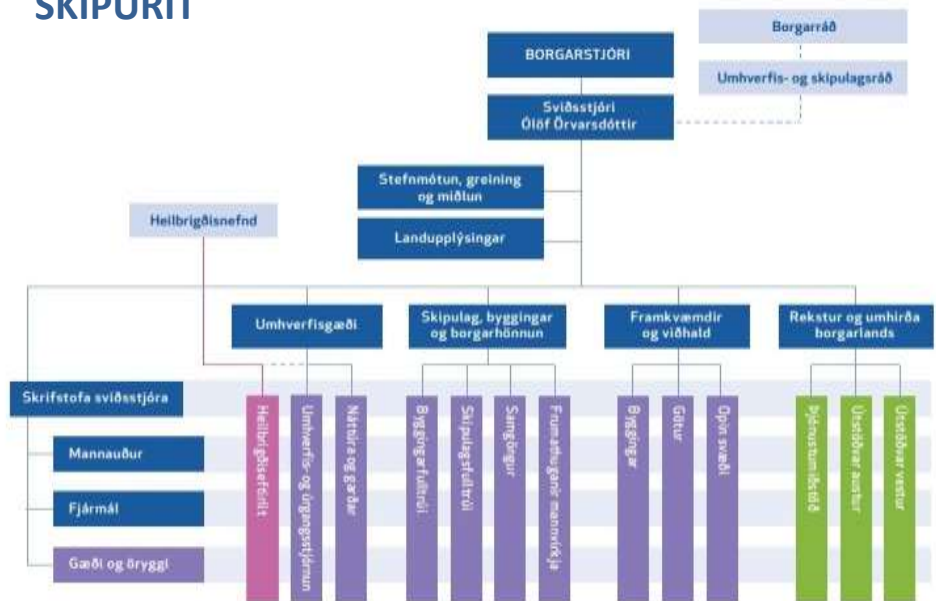 SKIPURIT
Borgarráð
BORGARSTJÓRI
Umhverfis- og skipulagsráð
Sviðsstjóri
Ólöf Örvarsdóttir
Stefnmótun, greining
og miðlun
Heilbrigðisnefnd
Landupplýsingar
Umhverfisgæði
Skipulag, byggingar
og borgarhönnun
Framkvæmdir
og viðhald
Rekstur og umhirða
borgarlands
Skrifstofa sviðsstjóra
Mannauður
Fjármál
Gæði og öryggi
Heilbrigðiseftirlit
Umhverfis- og úrgangsstjórnun
Náttúra og garðar
Byggingarfulltrúi
Skipulagsfulltrúi
Samgöngur
Frumathuganir mannvirkja
Byggingar
Götur
Opin svæði
Þjónustumiðstöð
Útstöðvar austur
Útstöðvar vestur